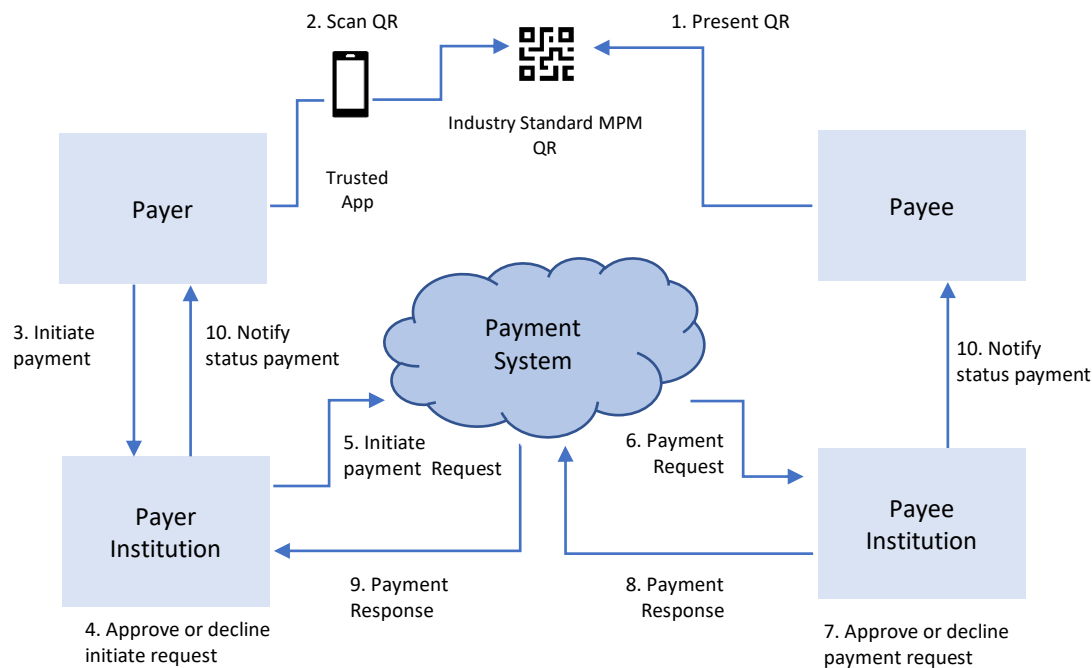 2. Scan QR
1. Present QR
Industry Standard MPM
QR
Trusted
App
Payer
Payee
3. Initiate
payment
10. Notify
status payment
Payment
System
10. Notify
status payment
5. Initiate
payment Request
6. Payment
Request
Payer
Institution
Payee
Institution
9. Payment
Response
8. Payment
Response
4. Approve or decline
initiate request
7. Approve or decline
payment request